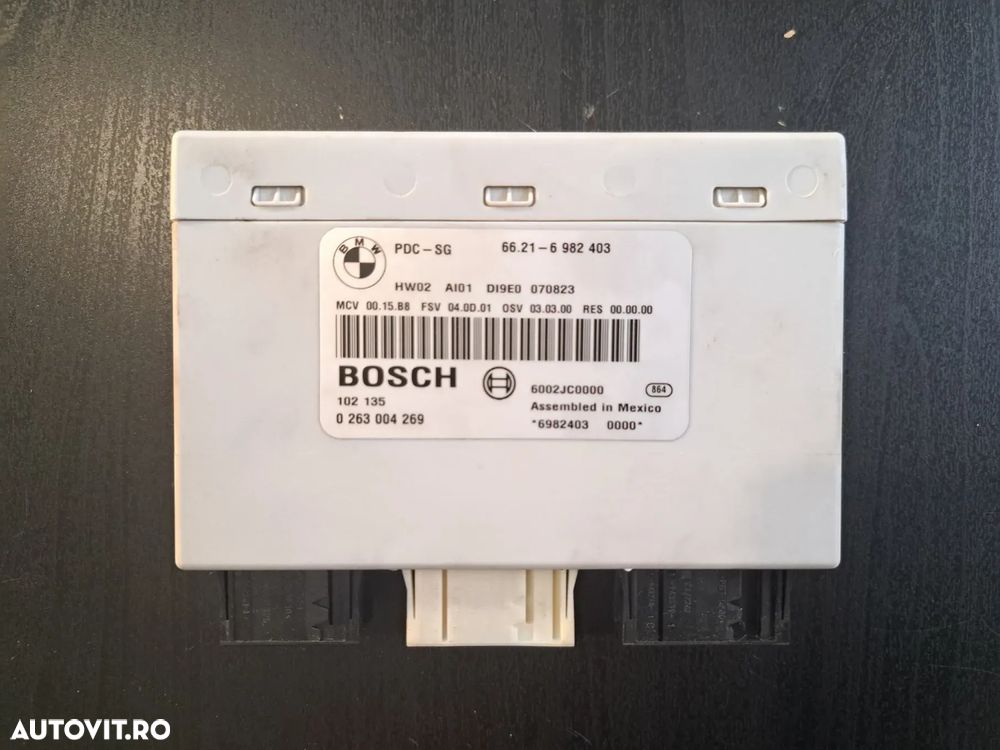 BMW
PDC-SG 66.21-6 982 403
HW02 AI01 DI9E0 070823
MCV 00.15.B8 FSV 04.0D.01 OSV 03.03.00 RES 00.00.00
BOSCH
6002JC0000 864
102 135 Assembled in Mexico
0 263 004 269 *6982403 0000*
AUTOVIT.RO